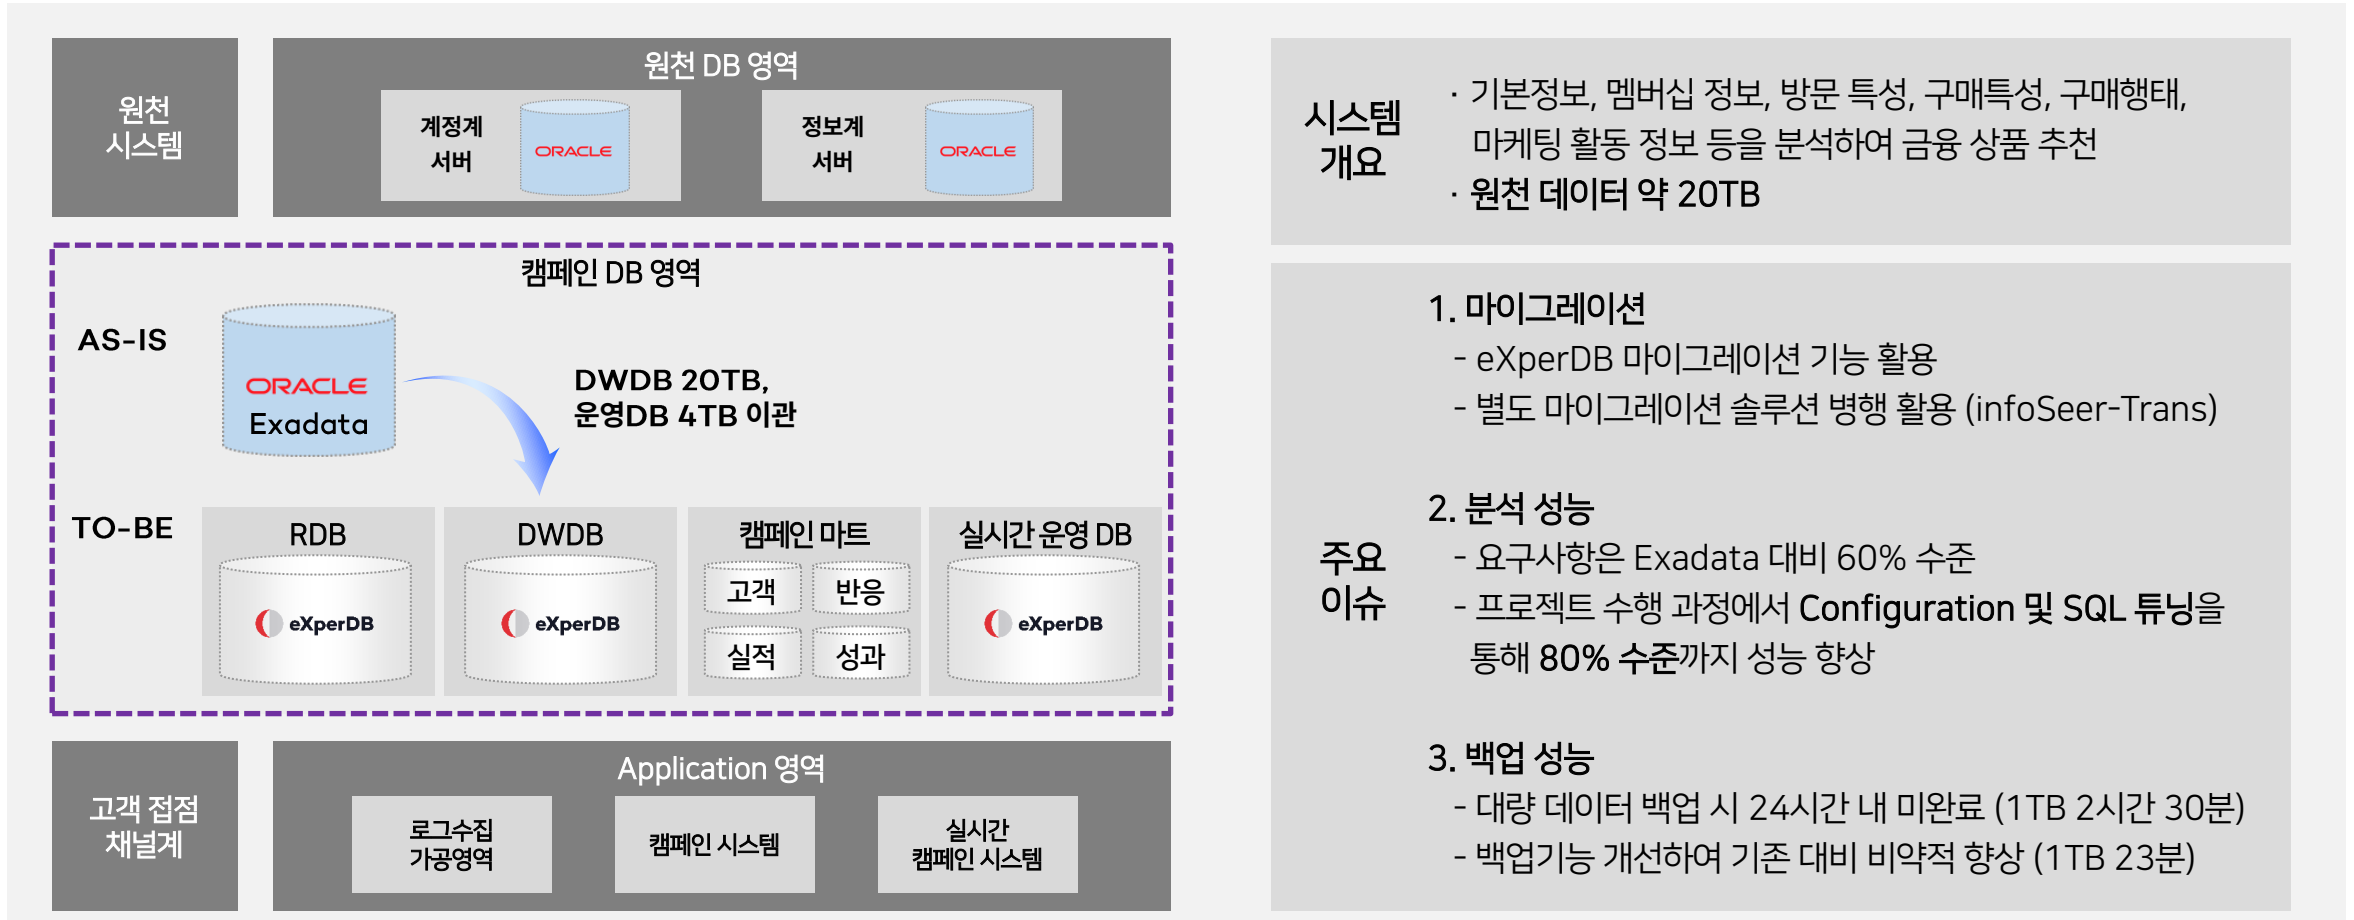 원천
시스템
원천 DB 영역
계정계
서버
ORACLE
정보계
서버
ORACLE
캠페인 DB 영역
AS-IS
ORACLE
Exadata
DWDB 20TB,
운영DB 4TB 이관
TO-BE
RDB
eXperDB
DWDB
eXperDB
캠페인 마트
고객
반응
실적
성과
실시간 운영 DB
eXperDB
고객 접점
채널계
Application 영역
로그수집
가공영역
캠페인 시스템
실시간
캠페인 시스템
시스템
개요
· 기본정보, 멤버십 정보, 방문 특성, 구매특성, 구매행태,
마케팅 활동 정보 등을 분석하여 금융 상품 추천
· 원천 데이터 약 20TB
주요
이슈
1. 마이그레이션
- eXperDB 마이그레이션 기능 활용
- 별도 마이그레이션 솔루션 병행 활용 (infoSeer-Trans)
2. 분석 성능
- 요구사항은 Exadata 대비 60% 수준
- 프로젝트 수행 과정에서 Configuration 및 SQL 튜닝을
통해 80% 수준까지 성능 향상
3. 백업 성능
- 대량 데이터 백업 시 24시간 내 미완료 (1TB 2시간 30분)
- 백업기능 개선하여 기존 대비 비약적 향상 (1TB 23분)